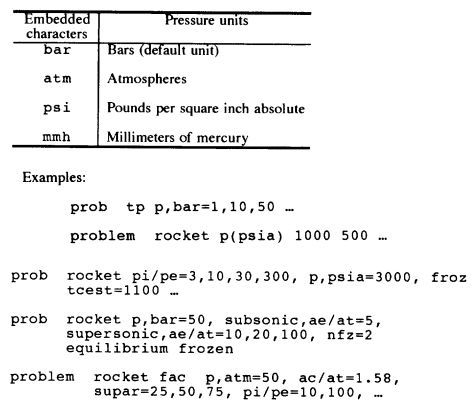 Embedded characters Pressure units
bar Bars (default unit)
atm Atmospheres
psi Pounds per square inch absolute
mmh Millimeters of mercury
Examples:
prob tp p,bar=1,10,50 …
problem rocket p(psia) 1000 500 …
prob rocket pi/pe=3,10,30,300, p,psia=3000, froz
tcest=1100 …
prob rocket p,bar=50, subsonic,ae/at=5,
supersonic,ae/at=10,20,100, nfz=2
equilibrium frozen
problem rocket fac p,atm=50, ac/at=1.58,
supar=25,50,75, pi/pe=10,100, …